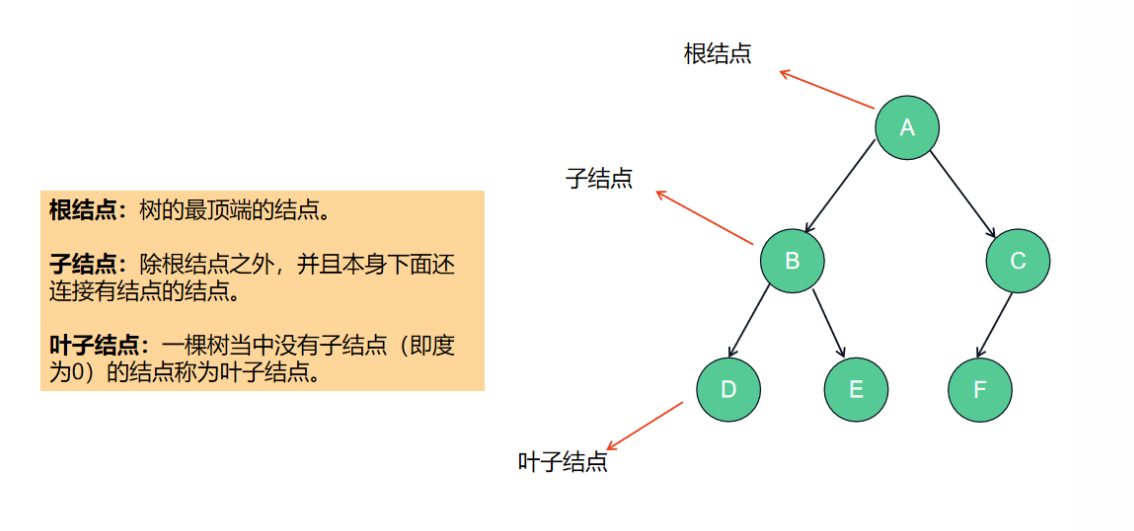 根结点
A
子结点
根结点：树的最顶端的结点。
子结点：除根结点之外，并且本身下面还
连接有结点的结点。
B
C
叶子结点：一棵树当中没有子结点（即度
为0）的结点称为叶子结点。
D
E
F
叶子结点